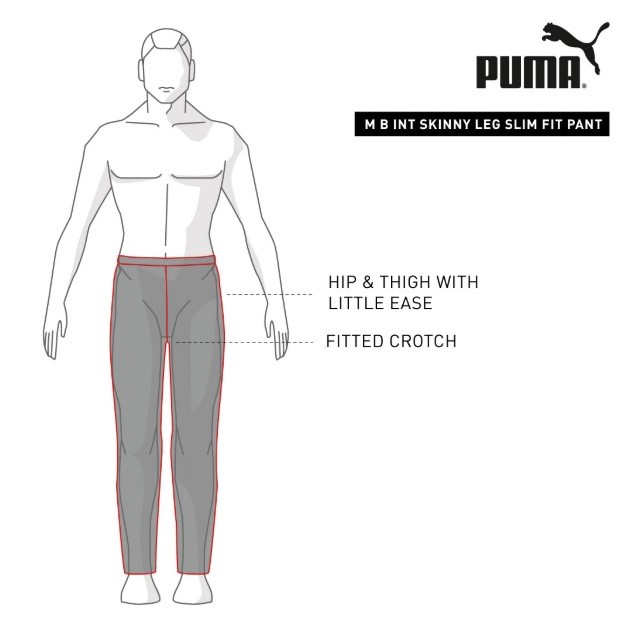 PUMA®
M B INT SKINNY LEG SLIM FIT PANT
HIP & THIGH WITH
LITTLE EASE
FITTED CROTCH